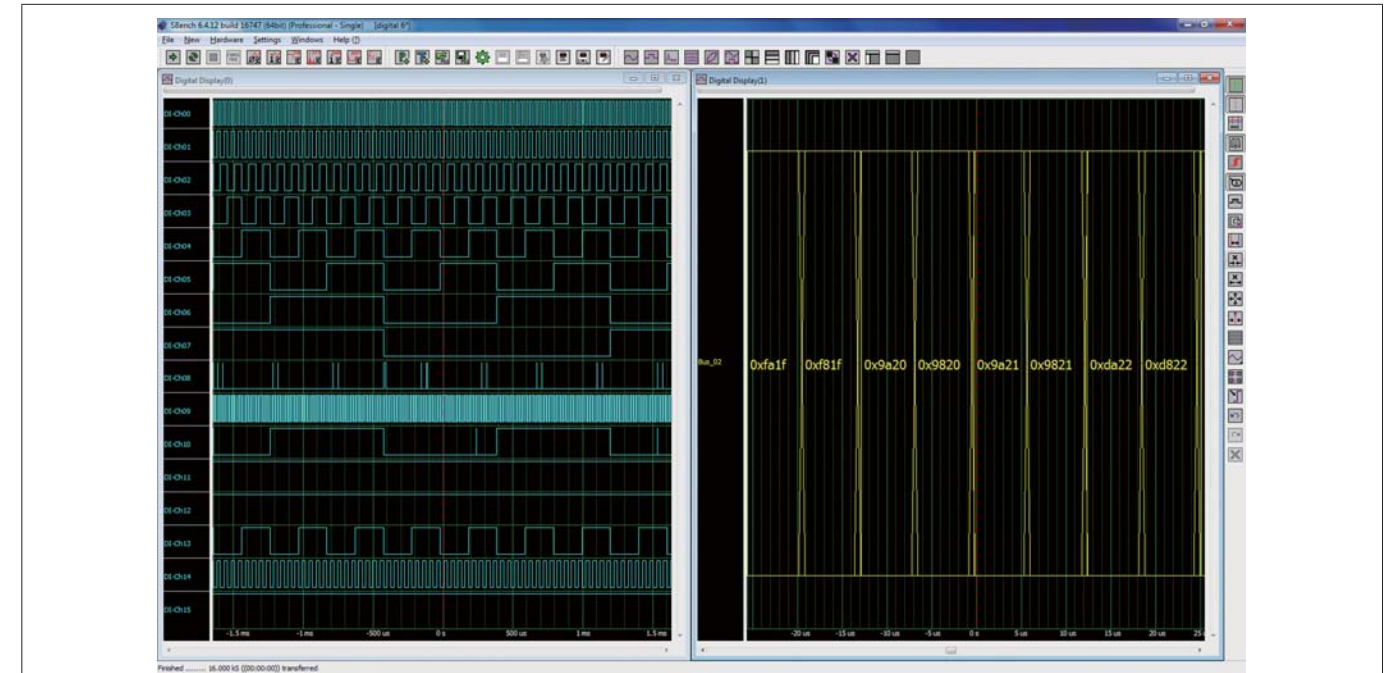 SBench 6.4.12 build 16747 (64bit) (Professional - Single) [digital 6*]
File New Hardware Settings Windows Help (?)
Digital Display(0)
Digital Display(1)
DI-Ch00
DI-Ch01
DI-Ch02
DI-Ch03
DI-Ch04
DI-Ch05
DI-Ch06
DI-Ch07
DI-Ch08
DI-Ch09
DI-Ch10
DI-Ch11
DI-Ch12
DI-Ch13
DI-Ch14
DI-Ch15
-1.5 ms -1 ms -500 us 0 s 500 us 1 ms 1.5 ms
Bus_02 0xfa1f 0xf81f 0x9a20 0x9820 0x9a21 0x9821 0xda22 0xd822
-20 us -15 us -10 us -5 us 0 s 5 us 10 us 15 us 20 us 25
Finished ......... 16.000 kS ((00:00:00)) transferred